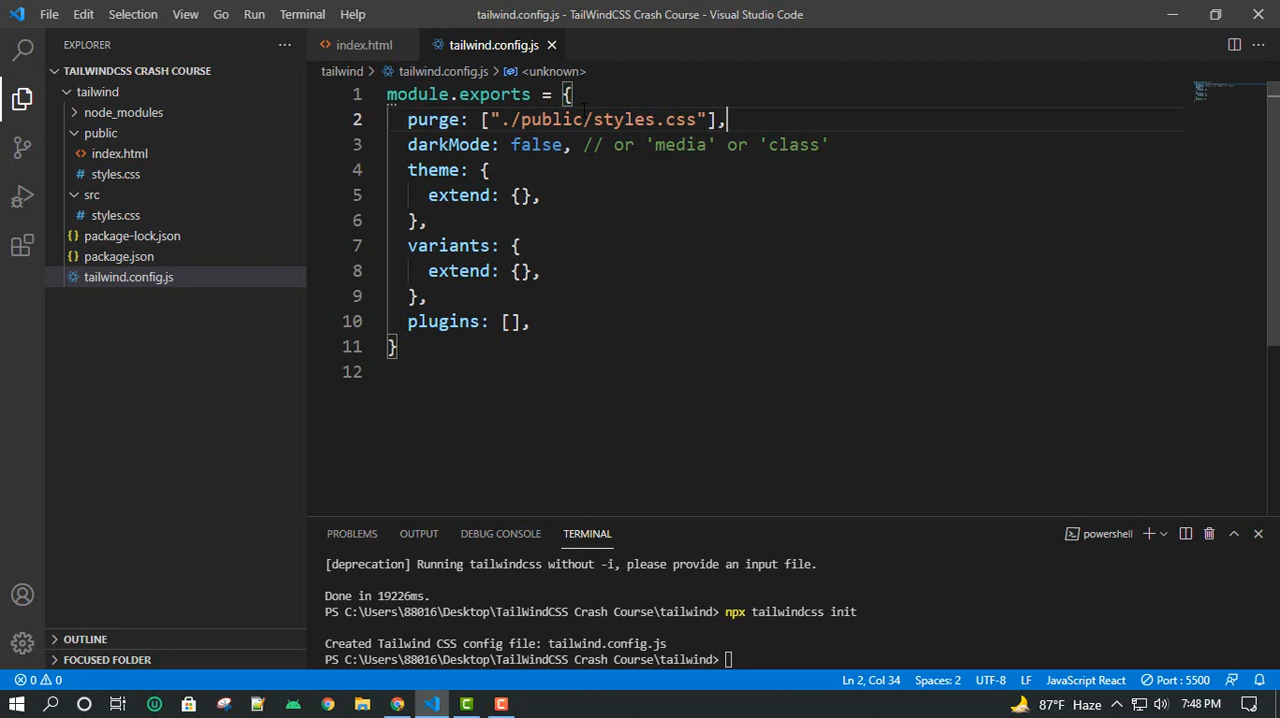 File Edit Selection View Go Run Terminal Help tailwind.config.js - TailWindCSS Crash Course - Visual Studio Code
EXPLORER
TAILWINDCSS CRASH COURSE
tailwind
node_modules
public
index.html
styles.css
src
styles.css
package-lock.json
package.json
tailwind.config.js
OUTLINE
FOCUSED FOLDER
index.html tailwind.config.js
tailwind > tailwind.config.js > <unknown>
1 module.exports = {
2 purge: ["./public/styles.css"],
3 darkMode: false, // or 'media' or 'class'
4 theme: {
5 extend: {},
6 },
7 variants: {
8 extend: {},
9 },
10 plugins: [],
11 }
12
PROBLEMS OUTPUT DEBUG CONSOLE TERMINAL powershell
[deprecation] Running tailwindcss without -i, please provide an input file.
Done in 19226ms.
PS C:\Users\88016\Desktop\TailWindCSS Crash Course\tailwind> npx tailwindcss init
Created Tailwind CSS config file: tailwind.config.js
PS C:\Users\88016\Desktop\TailWindCSS Crash Course\tailwind>
0 0 Ln 2, Col 34 Spaces: 2 UTF-8 LF JavaScript React Port : 5500
87°F Haze 7:48 PM